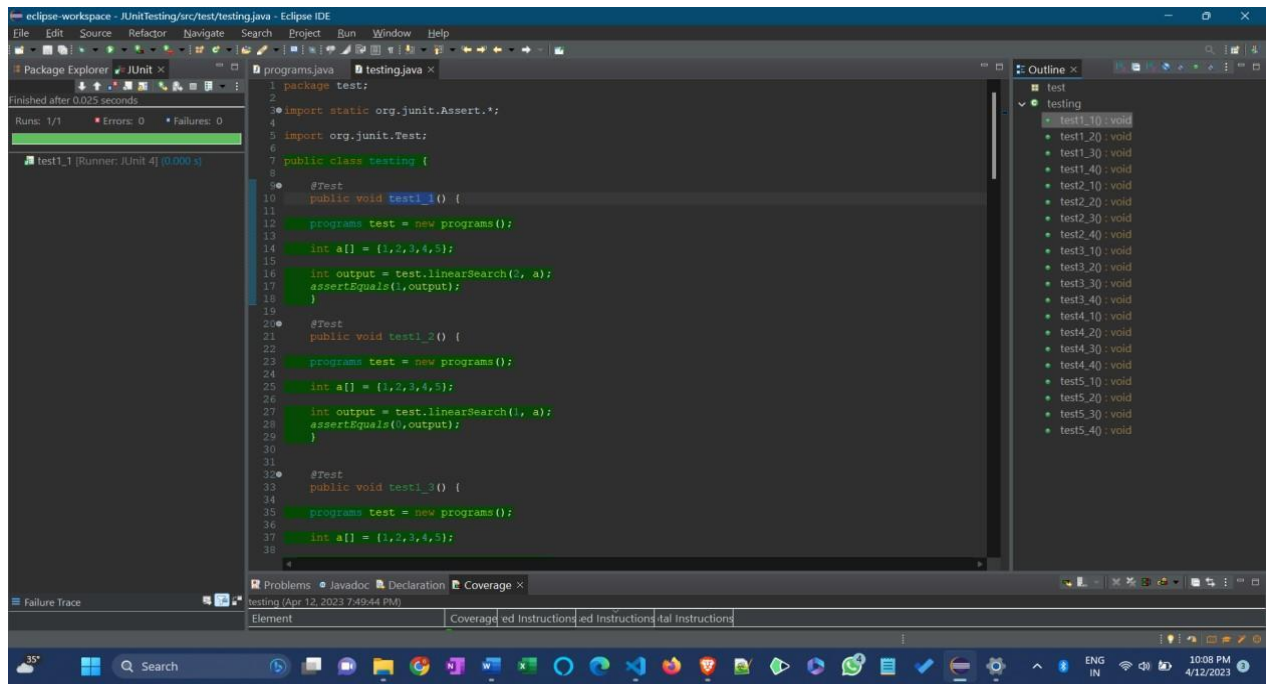 eclipse-workspace - JUnitTesting/src/test/testing.java - Eclipse IDE
File Edit Source Refactor Navigate Search Project Run Window Help
Package Explorer JUnit ×
Finished after 0.025 seconds
Runs: 1/1 Errors: 0 Failures: 0
test1_1 [Runner: JUnit 4] (0.000 s)
Failure Trace
programs.java testing.java ×
1 package test;
2
3 import static org.junit.Assert.*;
4
5 import org.junit.Test;
6
7 public class testing {
8
9 @Test
10 public void test1_1() {
11
12 programs test = new programs();
13
14 int a[] = {1,2,3,4,5};
15
16 int output = test.linearSearch(2, a);
17 assertEquals(1,output);
18 }
19
20 @Test
21 public void test1_2() {
22
23 programs test = new programs();
24
25 int a[] = {1,2,3,4,5};
26
27 int output = test.linearSearch(1, a);
28 assertEquals(0,output);
29 }
30
31
32 @Test
33 public void test1_3() {
34
35 programs test = new programs();
36
37 int a[] = {1,2,3,4,5};
38
Problems Javadoc Declaration Coverage ×
testing (Apr 12, 2023 7:49:44 PM)
Element Coverage ed Instructions ed Instructions tal Instructions
Outline ×
test
testing
test1_1() : void
test1_2() : void
test1_3() : void
test1_4() : void
test2_1() : void
test2_2() : void
test2_3() : void
test2_4() : void
test3_1() : void
test3_2() : void
test3_3() : void
test3_4() : void
test4_1() : void
test4_2() : void
test4_3() : void
test4_4() : void
test5_1() : void
test5_2() : void
test5_3() : void
test5_4() : void
35°
Search
ENG
IN
10:08 PM
4/12/2023